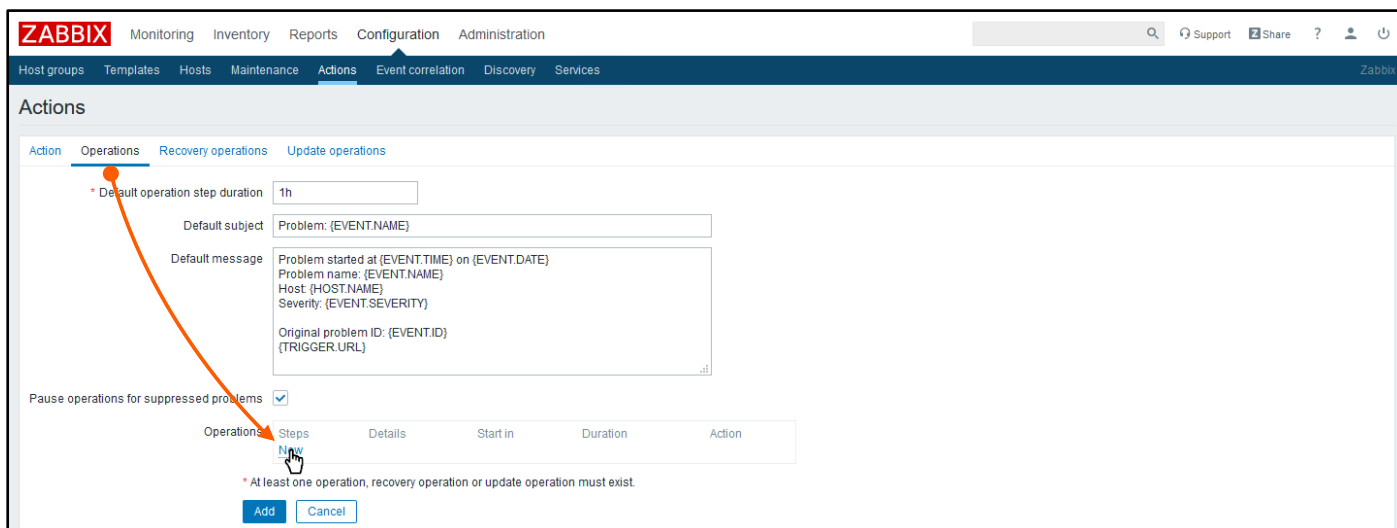 ZABBIX Monitoring Inventory Reports Configuration Administration Support Z Share ?
Host groups Templates Hosts Maintenance Actions Event correlation Discovery Services Zabbix
Actions
Action Operations Recovery operations Update operations
* Default operation step duration 1h
Default subject Problem: {EVENT.NAME}
Default message Problem started at {EVENT.TIME} on {EVENT.DATE}
Problem name: {EVENT.NAME}
Host: {HOST.NAME}
Severity: {EVENT.SEVERITY}
Original problem ID: {EVENT.ID}
{TRIGGER.URL}
Pause operations for suppressed problems
Operations Steps Details Start in Duration Action
New
* At least one operation, recovery operation or update operation must exist.
Add Cancel